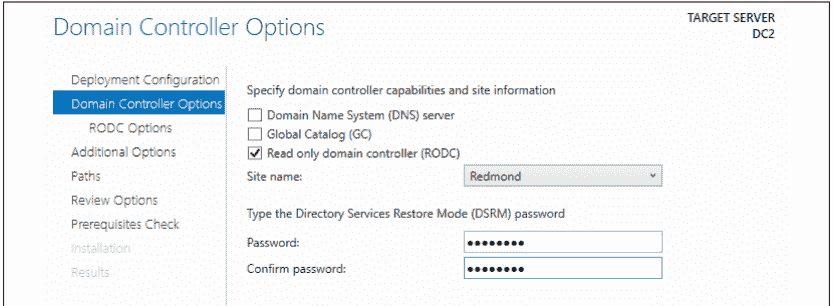 Domain Controller Options
TARGET SERVER
DC2
Deployment Configuration
Domain Controller Options
RODC Options
Additional Options
Paths
Review Options
Prerequisites Check
Installation
Results
Specify domain controller capabilities and site information
Domain Name System (DNS) server
Global Catalog (GC)
Read only domain controller (RODC)
Site name:
Redmond
Type the Directory Services Restore Mode (DSRM) password
Password:
●●●●●●●●
Confirm password:
●●●●●●●●